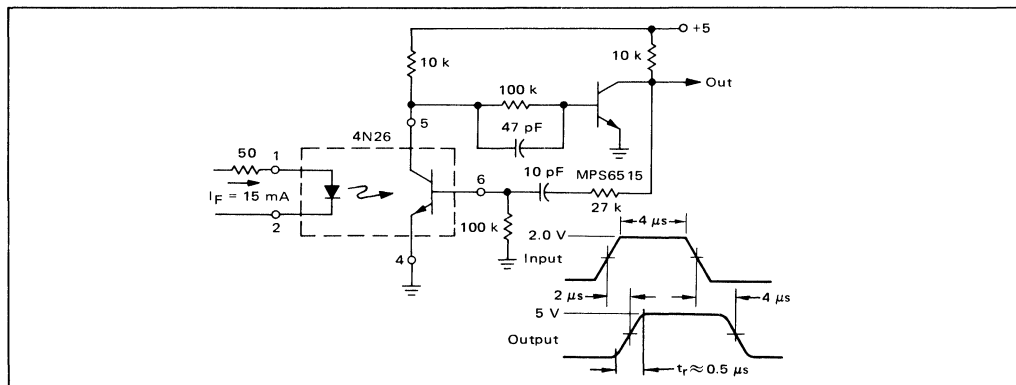 +5
10 k
10 k
Out
100 k
5
47 pF
4N26
50
1
10 pF
MPS6515
6
I_F = 15 mA
27 k
2
100 k
4 μs
2.0 V
Input
4
2 μs
4 μs
5 V
Output
t_r ≈ 0.5 μs